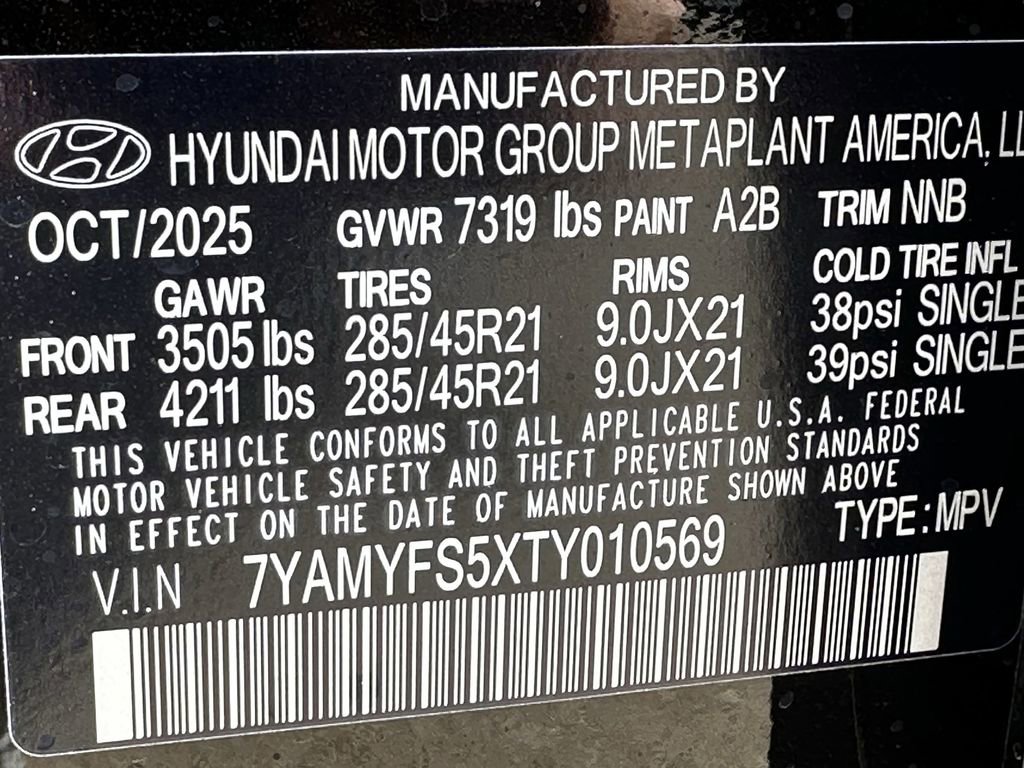 MANUFACTURED BY
HYUNDAI MOTOR GROUP METAPLANT AMERICA, LL
OCT/2025 GVWR 7319 lbs PAINT A2B TRIM NNB
GAWR TIRES RIMS COLD TIRE INFL
FRONT 3505 lbs 285/45R21 9.0JX21 38psi SINGLE
REAR 4211 lbs 285/45R21 9.0JX21 39psi SINGLE
THIS VEHICLE CONFORMS TO ALL APPLICABLE U.S.A. FEDERAL
MOTOR VEHICLE SAFETY AND THEFT PREVENTION STANDARDS
IN EFFECT ON THE DATE OF MANUFACTURE SHOWN ABOVE
V.I.N 7YAMYFS5XTY010569 TYPE: MPV